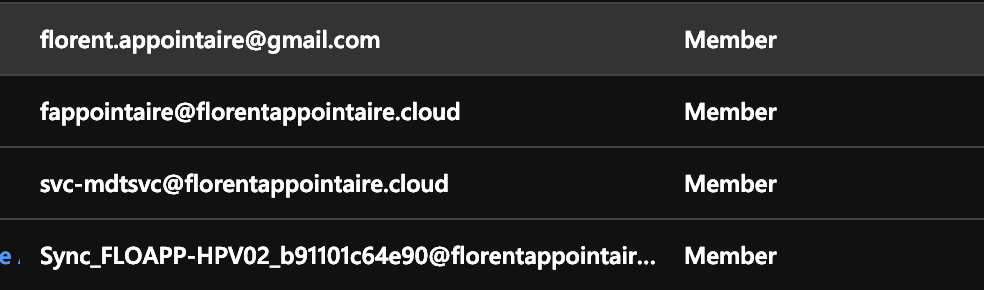 florent.appointaire@gmail.com Member
fappointaire@florentappointaire.cloud Member
svc-mdtsvc@florentappointaire.cloud Member
e Sync_FLOAPP-HPV02_b91101c64e90@florentappointair... Member